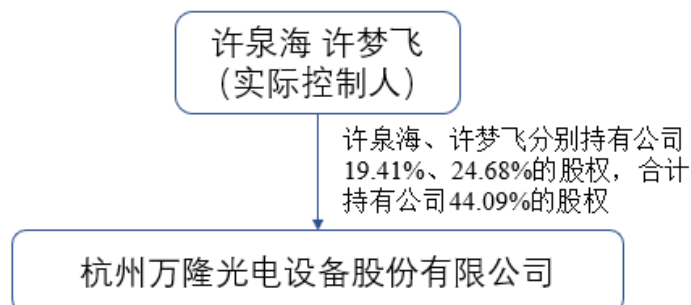 许泉海 许梦飞
（实际控制人）
许泉海、许梦飞分别持有公司
19.41%、24.68%的股权，合计
持有公司44.09%的股权
杭州万隆光电设备股份有限公司